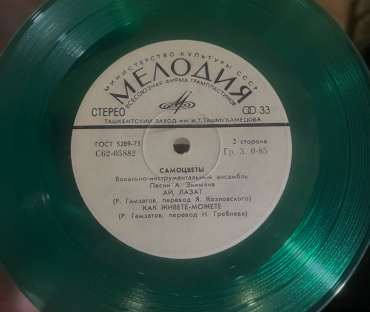 МИНИСТЕРСТВО КУЛЬТУРЫ СССР
МЕЛОДИЯ
ВСЕСОЮЗНАЯ ФИРМА ГРАМПЛАСТИНОК
СТЕРЕО 33
ТАШКЕНТСКИЙ ЗАВОД им М.Т.ТАШМУХАМЕДОВА
ГОСТ 5289-73 2 сторона
С62-05882 Гр. 3. 0-85
САМОЦВЕТЫ
Вокально-инструментальный ансамбль
Песни А. Экимяна
АЙ, ЛАЗАТ
(Р. Гамзатов, перевод Я. Козловского)
КАК ЖИВЕТЕ-МОЖЕТЕ
(Р. Гамзатов, перевод Н. Гребнева)